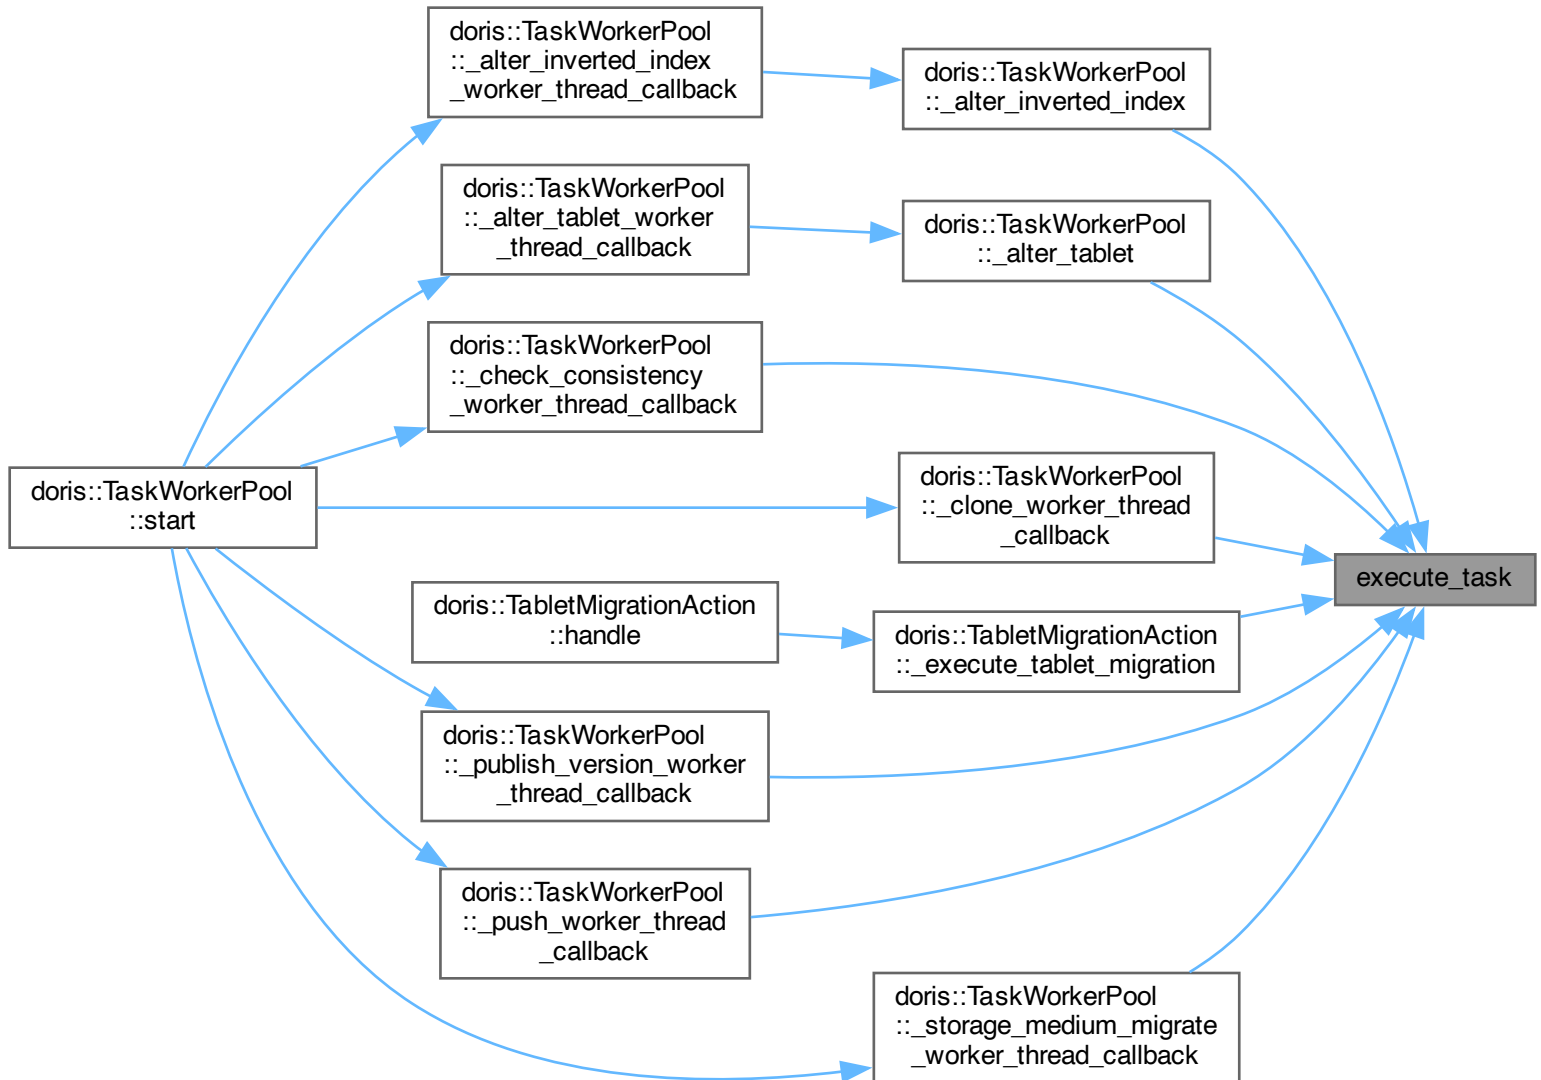 doris::TaskWorkerPool
::_alter_inverted_index
_worker_thread_callback
doris::TaskWorkerPool
::_alter_inverted_index
doris::TaskWorkerPool
::_alter_tablet_worker
_thread_callback
doris::TaskWorkerPool
::_alter_tablet
doris::TaskWorkerPool
::_check_consistency
_worker_thread_callback
doris::TaskWorkerPool
::start
doris::TaskWorkerPool
::_clone_worker_thread
_callback
execute_task
doris::TabletMigrationAction
::handle
doris::TabletMigrationAction
::_execute_tablet_migration
doris::TaskWorkerPool
::_publish_version_worker
_thread_callback
doris::TaskWorkerPool
::_push_worker_thread
_callback
doris::TaskWorkerPool
::_storage_medium_migrate
_worker_thread_callback